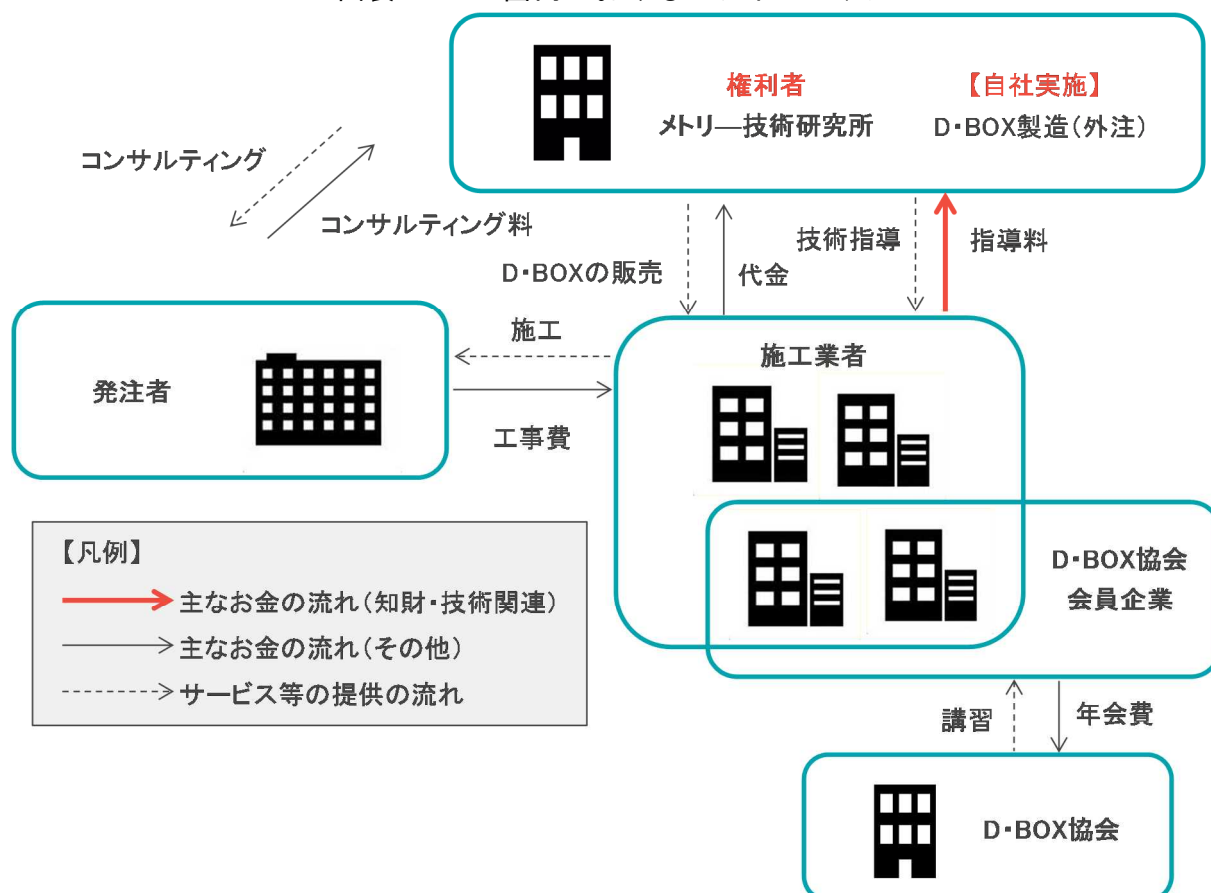 権利者
【自社実施】
メトリ―技術研究所
D・BOX製造(外注)
コンサルティング
コンサルティング料
D・BOXの販売
代金
技術指導
指導料
施工
発注者
工事費
施工業者
D・BOX協会
会員企業
【凡例】
主なお金の流れ(知財・技術関連)
主なお金の流れ(その他)
サービス等の提供の流れ
講習
年会費
D・BOX協会